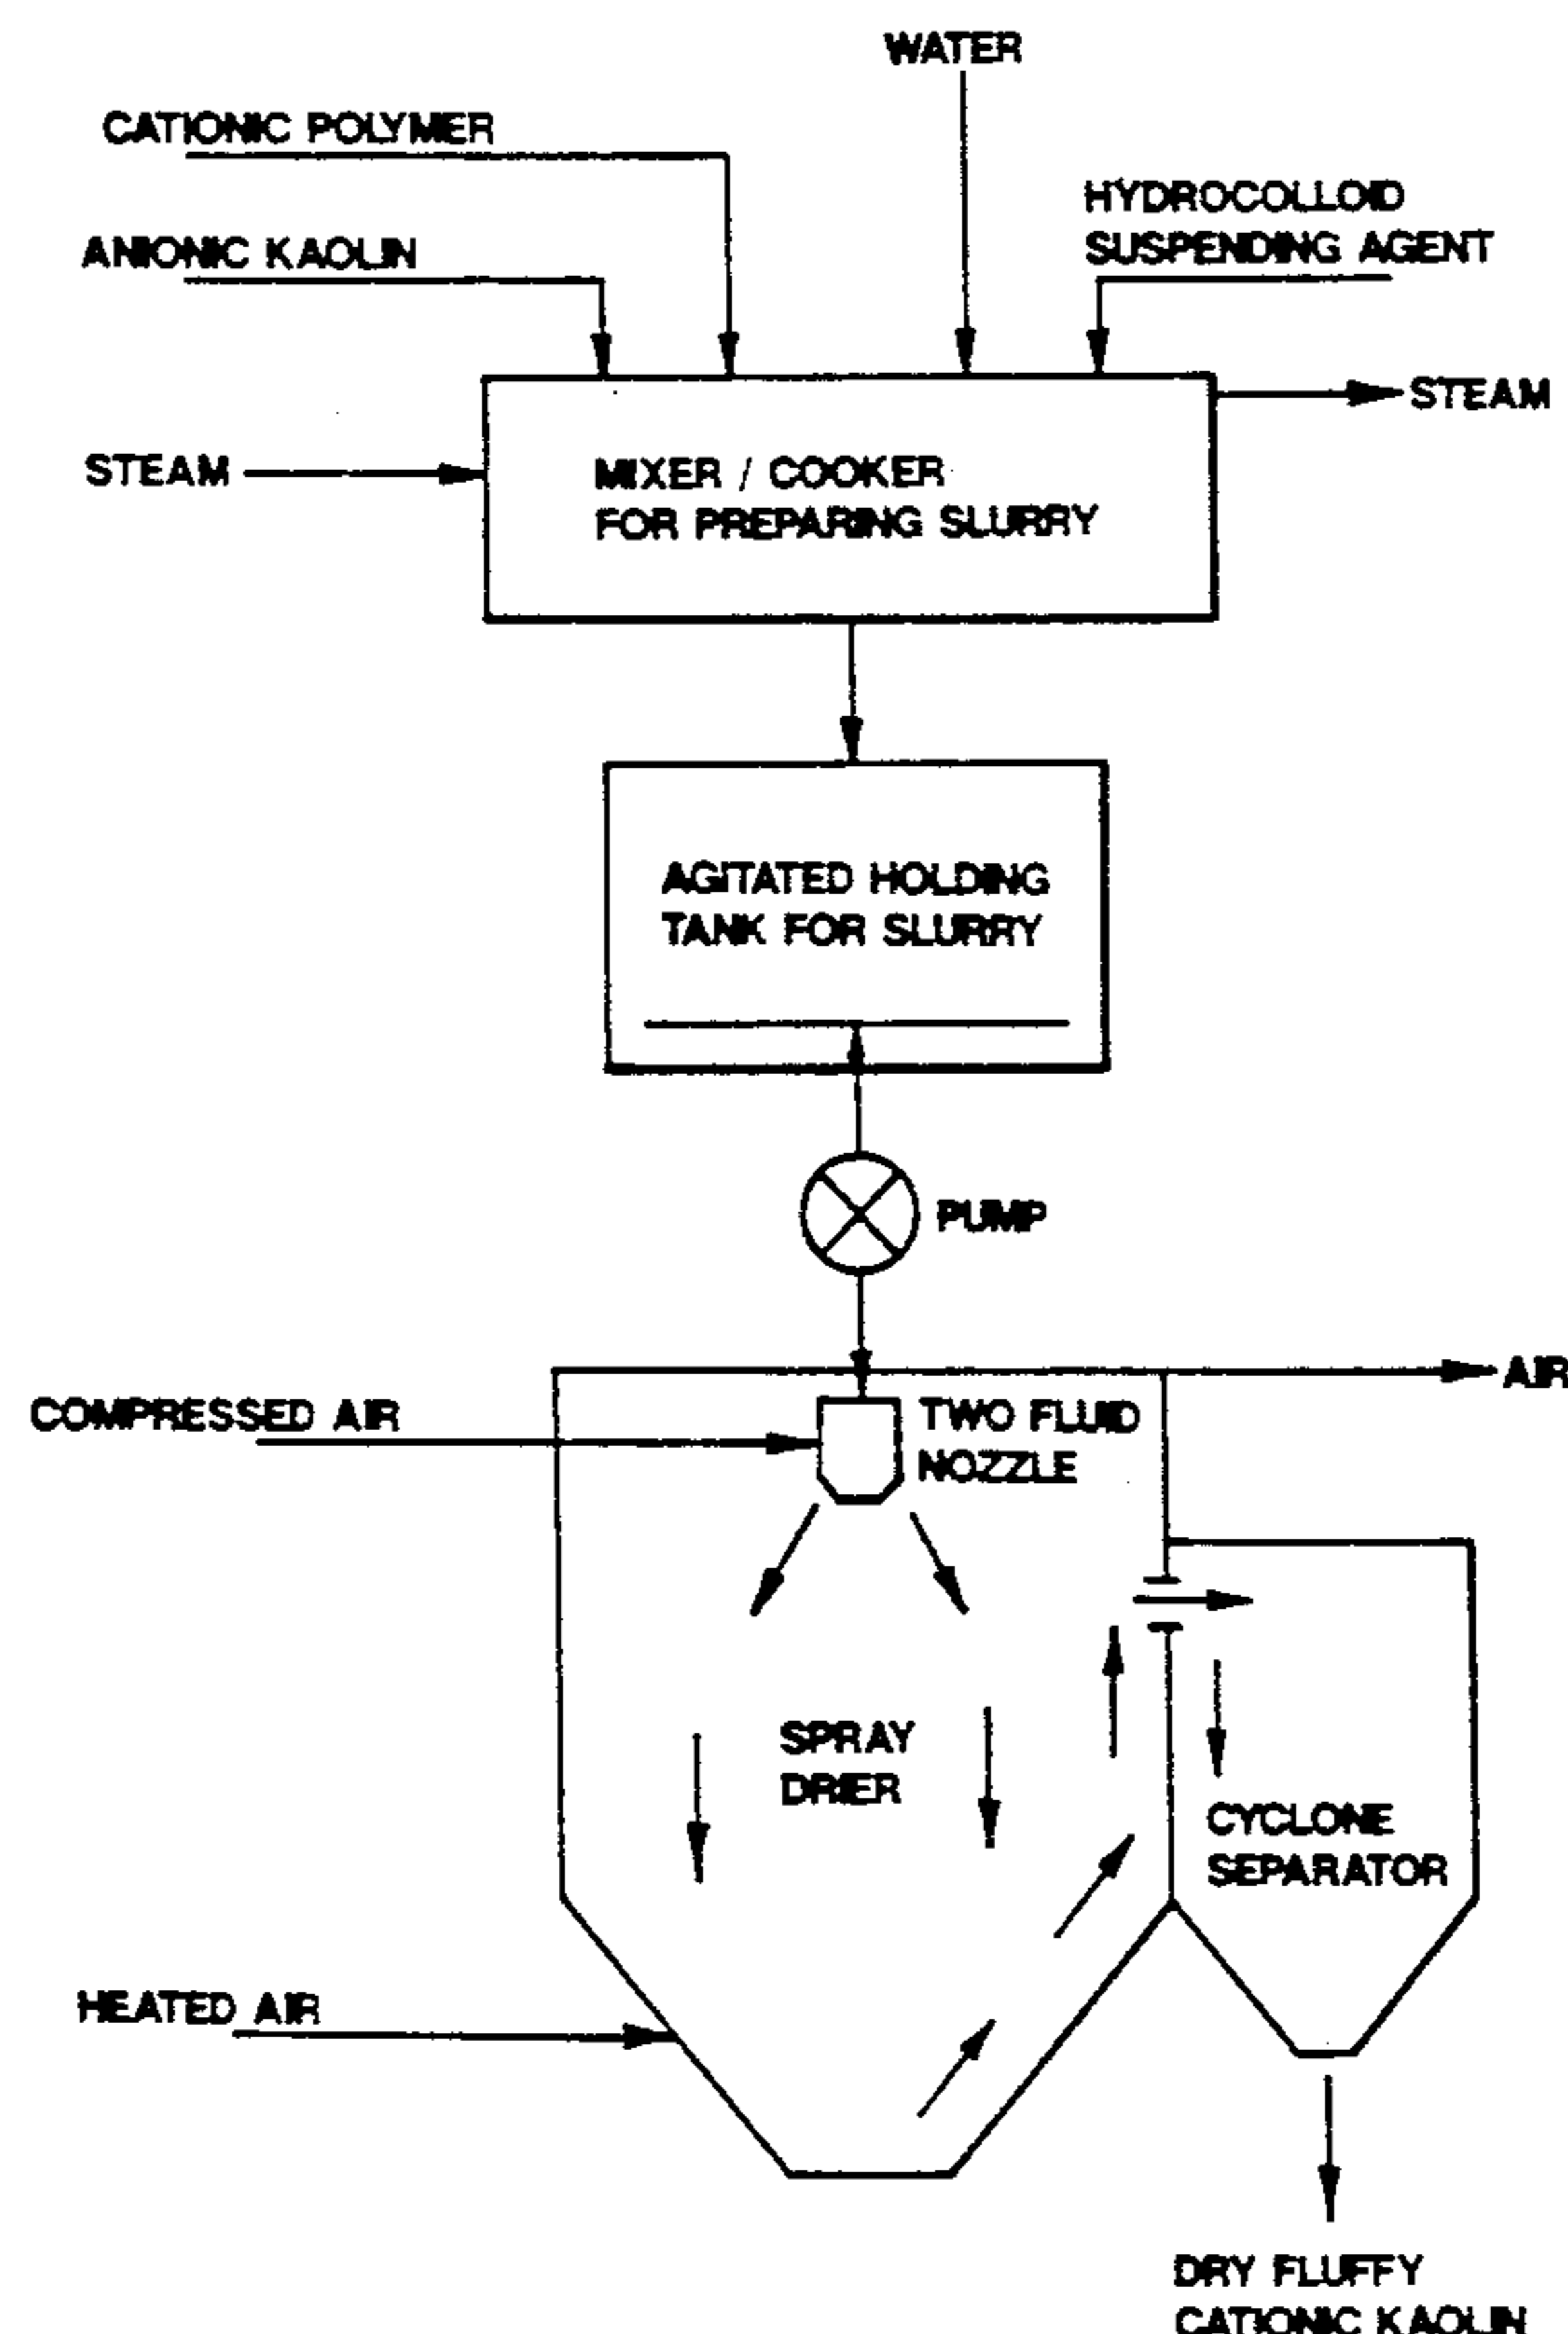 WATER
CATIONIC POLYMER
HYDROCOLLOID
SUSPENDING AGENT
ANIONIC KAOLIN
STEAM
STEAM
MIXER / COOKER
FOR PREPARING SLURRY
AGITATED HOLDING
TANK FOR SLURRY
PUMP
AIR
COMPRESSED AIR
TWO FLUID
NOZZLE
SPRAY
DRIER
CYCLONE
SEPARATOR
HEATED AIR
DRY FLUFFY
CATIONIC KAOLIN